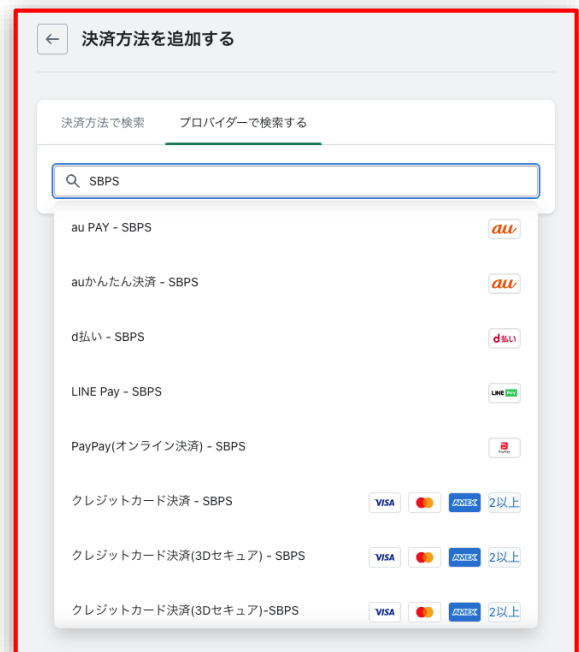 決済方法を追加する
決済方法で検索 プロバイダーで検索する
SBPS
au PAY - SBPS au
auかんたん決済 - SBPS au
d払い - SBPS d払い
LINE Pay - SBPS LINE Pay
PayPay(オンライン決済) - SBPS PayPay
クレジットカード決済 - SBPS VISA AMEX 2以上
クレジットカード決済(3Dセキュア) - SBPS VISA AMEX 2以上
クレジットカード決済(3Dセキュア)-SBPS VISA AMEX 2以上